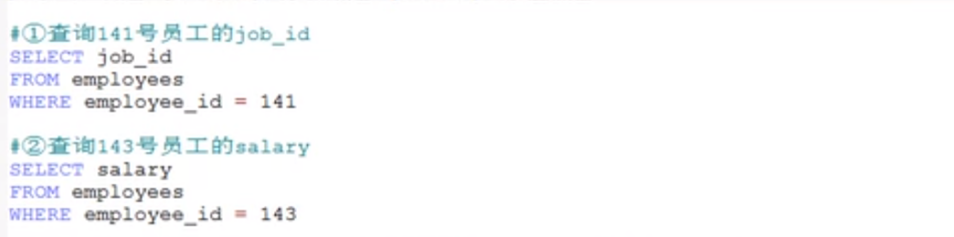 #①查询141号员工的job_id
SELECT job_id
FROM employees
WHERE employee_id = 141
#②查询143号员工的salary
SELECT salary
FROM employees
WHERE employee_id = 143